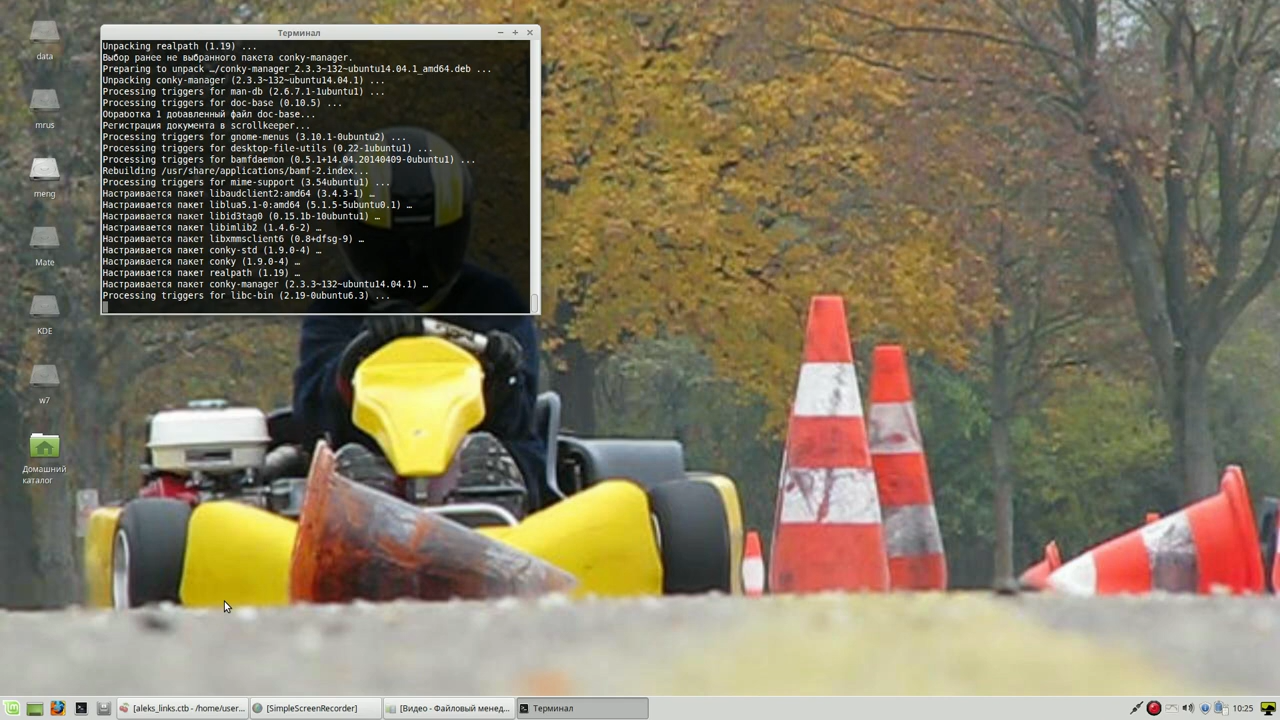 data
mrus
meng
Mate
KDE
w7
Домашний
каталог
Терминал
Unpacking realpath (1.19) ...
Выбор ранее не выбранного пакета conky-manager.
Preparing to unpack …/conky-manager_2.3.3~132~ubuntu14.04.1_amd64.deb ...
Unpacking conky-manager (2.3.3~132~ubuntu14.04.1) ...
Processing triggers for man-db (2.6.7.1-1ubuntu1) ...
Processing triggers for doc-base (0.10.5) ...
Обработка 1 добавленный файл doc-base...
Регистрация документа в scrollkeeper...
Processing triggers for gnome-menus (3.10.1-0ubuntu2) ...
Processing triggers for desktop-file-utils (0.22-1ubuntu1) ...
Processing triggers for bamfdaemon (0.5.1+14.04.20140409-0ubuntu1) ...
Rebuilding /usr/share/applications/bamf-2.index...
Processing triggers for mime-support (3.54ubuntu1) ...
Настраивается пакет libaudclient2:amd64 (3.4.3-1) …
Настраивается пакет liblua5.1-0:amd64 (5.1.5-5ubuntu0.1) …
Настраивается пакет libid3tag0 (0.15.1b-10ubuntu1) …
Настраивается пакет libimlib2 (1.4.6-2) …
Настраивается пакет libxmmsclient6 (0.8+dfsg-9) …
Настраивается пакет conky-std (1.9.0-4) …
Настраивается пакет conky (1.9.0-4) …
Настраивается пакет realpath (1.19) …
Настраивается пакет conky-manager (2.3.3~132~ubuntu14.04.1) …
Processing triggers for libc-bin (2.19-0ubuntu6.3) ...
[aleks_links.ctb - /home/user...
[SimpleScreenRecorder]
[Видео - Файловый менед...
Терминал
10:25